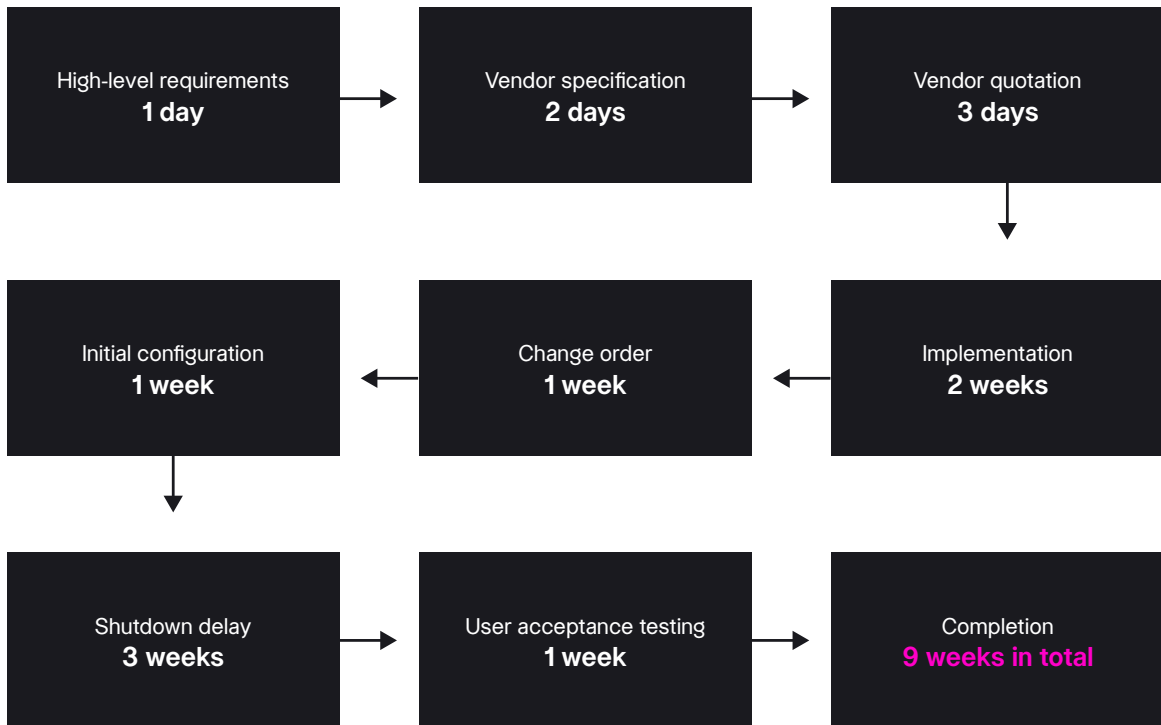 High-level requirements
1 day
Vendor specification
2 days
Vendor quotation
3 days
Implementation
2 weeks
Change order
1 week
Initial configuration
1 week
Shutdown delay
3 weeks
User acceptance testing
1 week
Completion
9 weeks in total